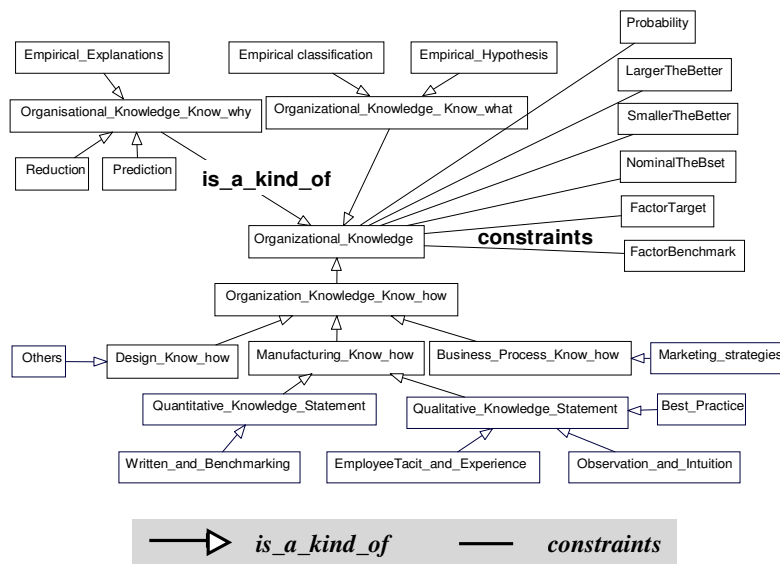 Probability
Empirical_Explanations
Empirical classification
Empirical_Hypothesis
LargerTheBetter
Organisational_Knowledge_Know_why
Organizational_Knowledge_ Know_what
SmallerTheBetter
Reduction
Prediction
is_a_kind_of
NominalTheBset
FactorTarget
Organizational_Knowledge
constraints
FactorBenchmark
Organization_Knowledge_Know_how
Others
Design_Know_how
Manufacturing_Know_how
Business_Process_Know_how
Marketing_strategies
Quantitative_Knowledge_Statement
Qualitative_Knowledge_Statement
Best_Practice
Written_and_Benchmarking
EmployeeTacit_and_Experience
Observation_and_Intuition
is_a_kind_of
constraints